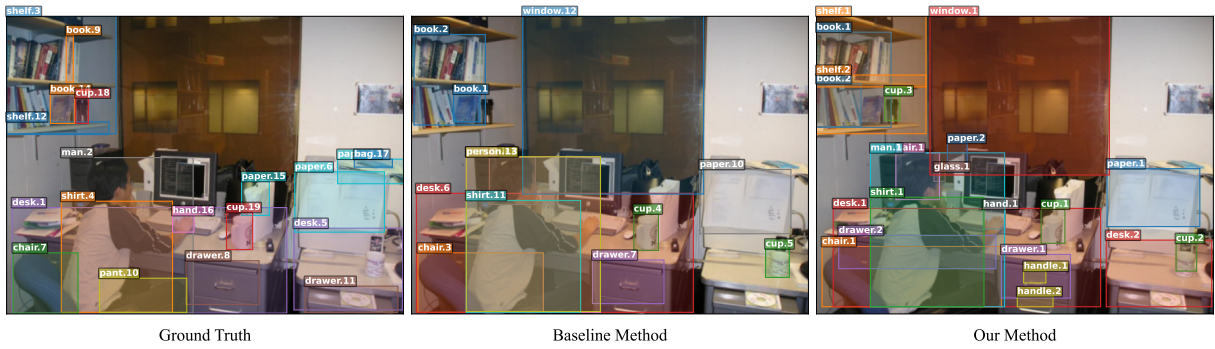 shelf.3
book.9
book.14
cup.18
shelf.12
man.2
pa
bag.17
paper.6
paper.15
shirt.4
hand.16
cup.19
desk.1
desk.5
chair.7
drawer.8
pant.10
drawer.11
Ground Truth
window.12
book.2
book.1
person.13
paper.10
desk.6
shirt.11
cup.4
cup.5
chair.3
drawer.7
Baseline Method
shelf.1
window.1
book.1
shelf.2
book.2
cup.3
paper.2
man.1
air.1
glass.1
paper.1
shirt.1
desk.1
hand.1
cup.1
drawer.2
desk.2
cup.2
chair.1
drawer.1
handle.1
handle.2
Our Method